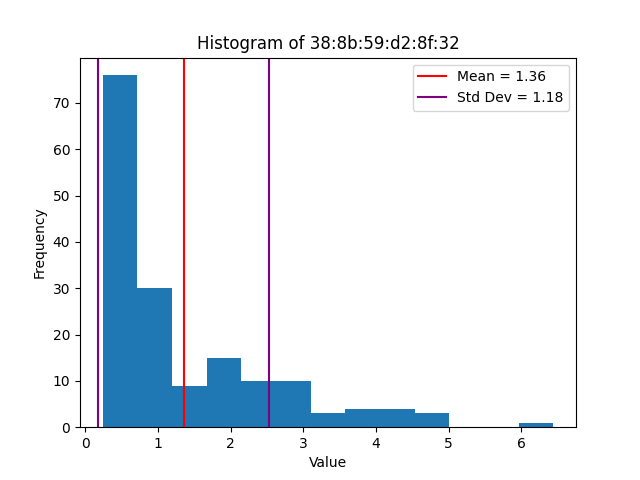 Histogram of 38:8b:59:d2:8f:32
Mean = 1.36
Std Dev = 1.18
Frequency
70
60
50
40
30
20
10
0
0 1 2 3 4 5 6
Value